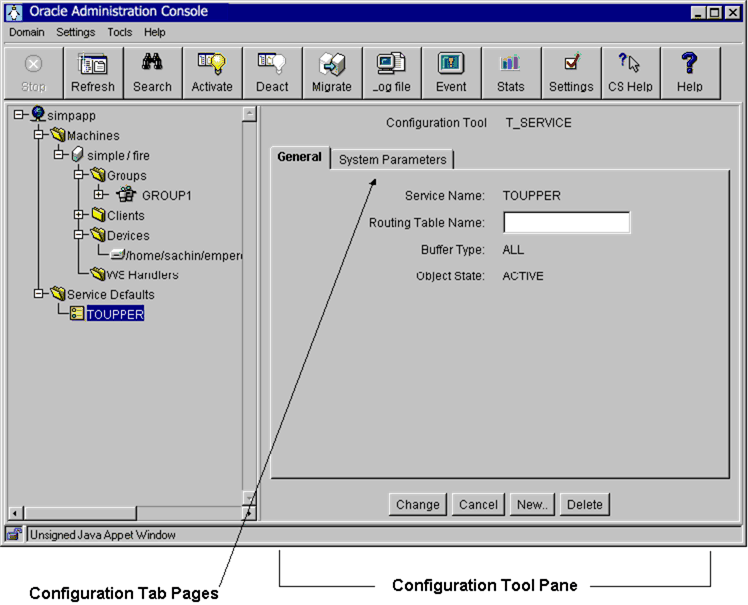 Oracle Administration Console
Domain Settings Tools Help
Stop Refresh Search Activate Deact Migrate Log file Event Stats Settings CS Help Help
simpapp
Machines
simple / fire
Groups
GROUP1
Clients
Devices
/home/sachin/emper
WS Handlers
Service Defaults
TOUPPER
Configuration Tool T_SERVICE
General System Parameters
Service Name: TOUPPER
Routing Table Name:
Buffer Type: ALL
Object State: ACTIVE
Change Cancel New.. Delete
Unsigned Java Appet Window
Configuration Tab Pages
Configuration Tool Pane